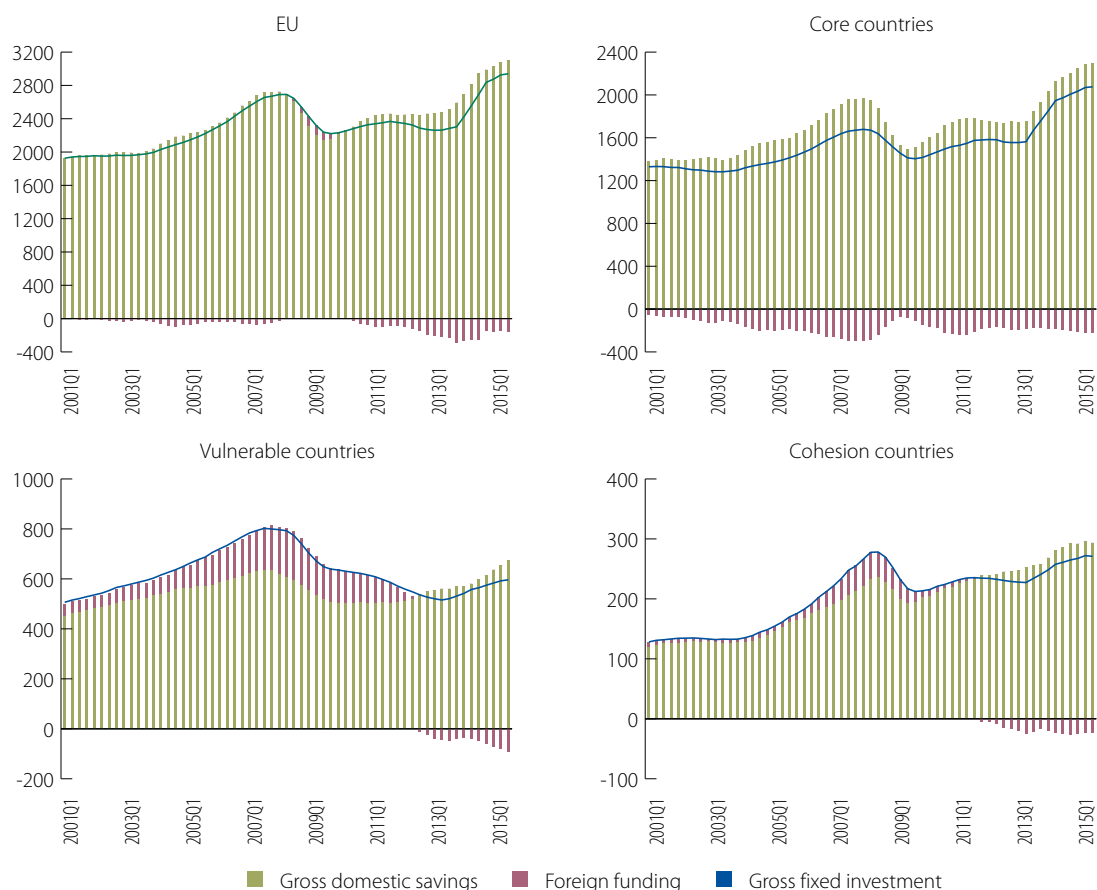 EU
3200
2800
2400
2000
1600
1200
800
400
0
-400
2001Q1
2003Q1
2005Q1
2007Q1
2009Q1
2011Q1
2013Q1
2015Q1
Core countries
2400
2000
1600
1200
800
400
0
-400
2001Q1
2003Q1
2005Q1
2007Q1
2009Q1
2011Q1
2013Q1
2015Q1
Vulnerable countries
1000
800
600
400
200
0
-200
2001Q1
2003Q1
2005Q1
2007Q1
2009Q1
2011Q1
2013Q1
2015Q1
Cohesion countries
400
300
200
100
0
-100
2001Q1
2003Q1
2005Q1
2007Q1
2009Q1
2011Q1
2013Q1
2015Q1
Gross domestic savings Foreign funding Gross fixed investment